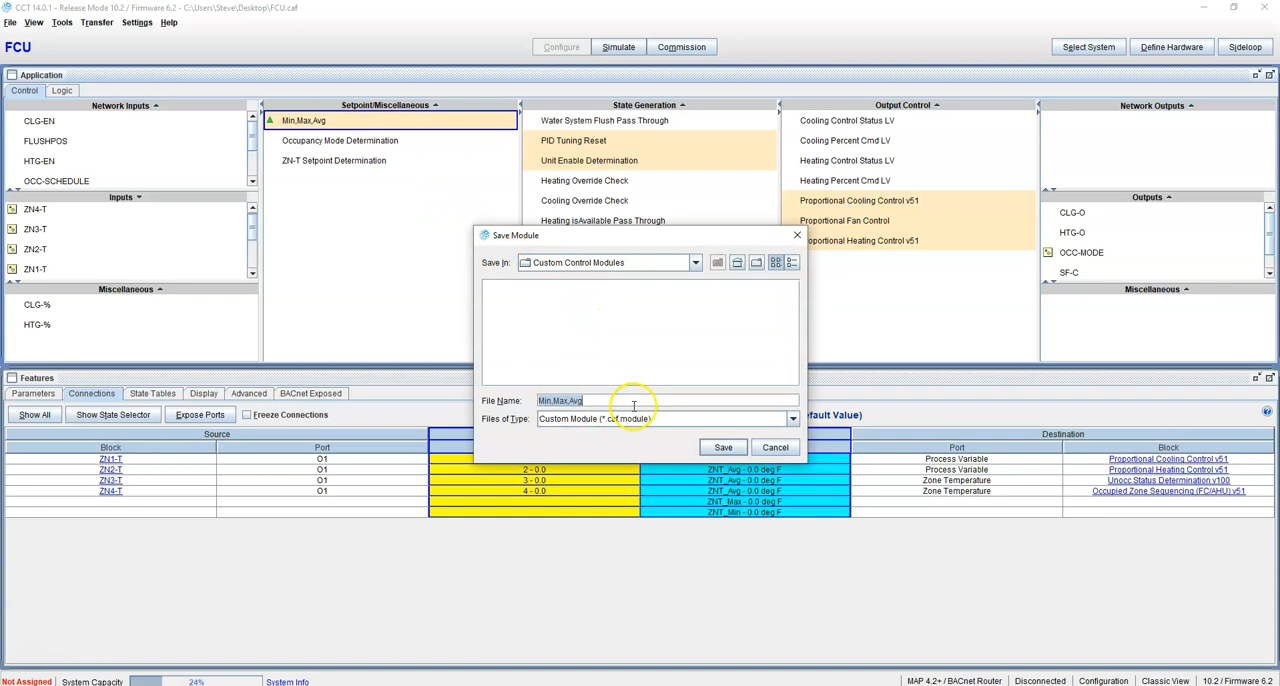 CCT 14.0.1 - Release Mode 10.2 / Firmware 6.2 - C:\Users\Steve\Desktop\FCU.caf
File View Tools Transfer Settings Help
FCU
Configure Simulate Commission
Select System Define Hardware Sideloop
Application
Control Logic
Network Inputs
CLG-EN
FLUSHPOS
HTG-EN
OCC-SCHEDULE
Inputs
ZN4-T
ZN3-T
ZN2-T
ZN1-T
Miscellaneous
CLG-%
HTG-%
Setpoint/Miscellaneous
Min,Max,Avg
Occupancy Mode Determination
ZN-T Setpoint Determination
State Generation
Water System Flush Pass Through
PID Tuning Reset
Unit Enable Determination
Heating Override Check
Cooling Override Check
Heating isAvailable Pass Through
Output Control
Cooling Control Status LV
Cooling Percent Cmd LV
Heating Control Status LV
Heating Percent Cmd LV
Proportional Cooling Control v51
Proportional Fan Control
oportional Heating Control v51
Network Outputs
Outputs
CLG-O
HTG-O
OCC-MODE
SF-C
Miscellaneous
Save Module
Save In: Custom Control Modules
File Name: Min,Max,Avg
Files of Type: Custom Module (*.caf.module)
Save Cancel
Features
Parameters Connections State Tables Display Advanced BACnet Exposed
Show All Show State Selector Expose Ports Freeze Connections
efault Value)
Source Destination
Block Port Port Block
ZN1-T O1 Process Variable Proportional Cooling Control v51
ZN2-T O1 2 - 0.0 ZNT_Avg - 0.0 deg F Process Variable Proportional Heating Control v51
ZN3-T O1 3 - 0.0 ZNT_Avg - 0.0 deg F Zone Temperature Unocc Status Determination v100
ZN4-T O1 4 - 0.0 ZNT_Avg - 0.0 deg F Zone Temperature Occupied Zone Sequencing (FC/AHU) v51
ZNT_Max - 0.0 deg F
ZNT_Min - 0.0 deg F
Not Assigned System Capacity 24% System Info MAP 4.2+ / BACnet Router Disconnected Configuration Classic View 10.2 / Firmware 6.2